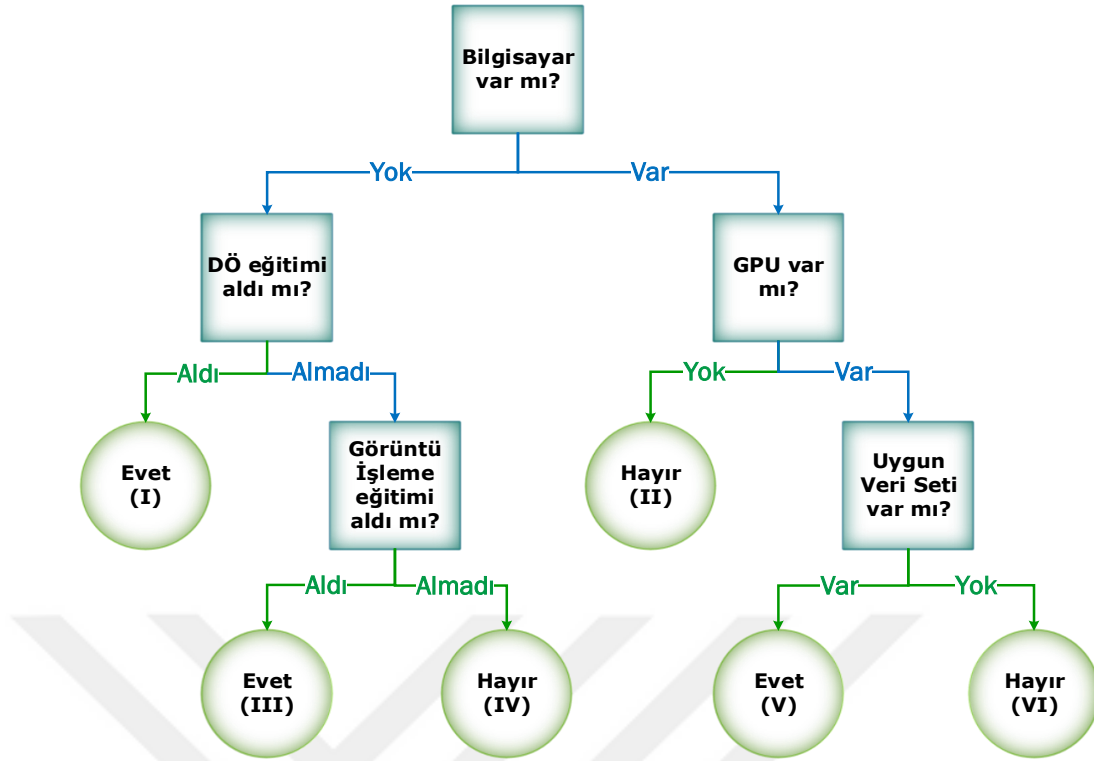 Bilgisayar
var mı?
Yok
Var
DÖ eğitimi
aldı mı?
GPU var
mı?
Aldı
Almadı
Yok
Var
Evet
(I)
Görüntü
İşleme
eğitimi
aldı mı?
Hayır
(II)
Uygun
Veri Seti
var mı?
Aldı
Almadı
Var
Yok
Evet
(III)
Hayır
(IV)
Evet
(V)
Hayır
(VI)